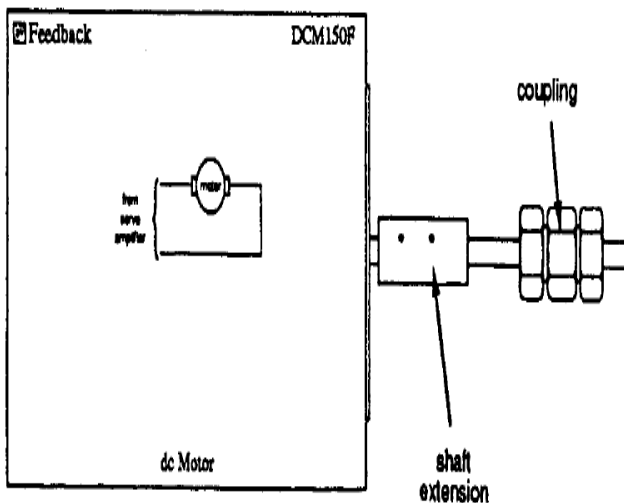 Feedback
DCM150F
coupling
motor
from
servo
amplifier
dc Motor
shaft
extension